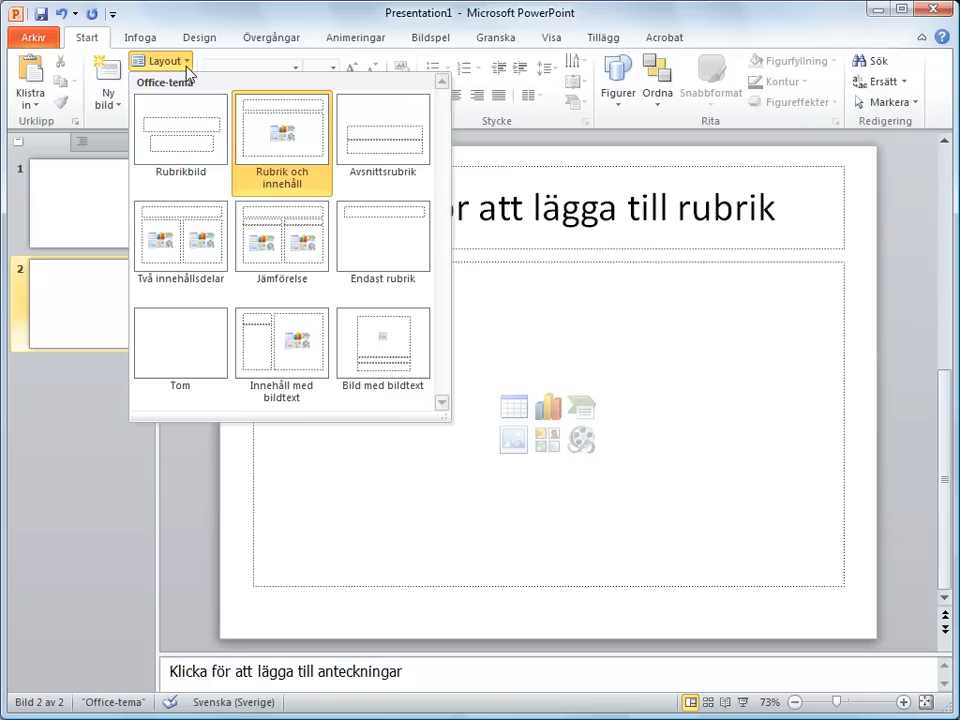 Presentation1 - Microsoft PowerPoint
Arkiv Start Infoga Design Övergångar Animeringar Bildspel Granska Visa Tillägg Acrobat
Klistra in
Ny bild
Layout
Figurer Ordna Snabbformat
Figurfyllning
Kontur
Figureffekter
Sök
Ersätt
Markera
Urklipp Stycke Rita Redigering
Office-tema
Rubrikbild Rubrik och innehåll Avsnittsrubrik
Två innehållsdelar Jämförelse Endast rubrik
Tom Innehåll med bildtext Bild med bildtext
1
2
r att lägga till rubrik
Klicka för att lägga till anteckningar
Bild 2 av 2 "Office-tema" Svenska (Sverige) 73%